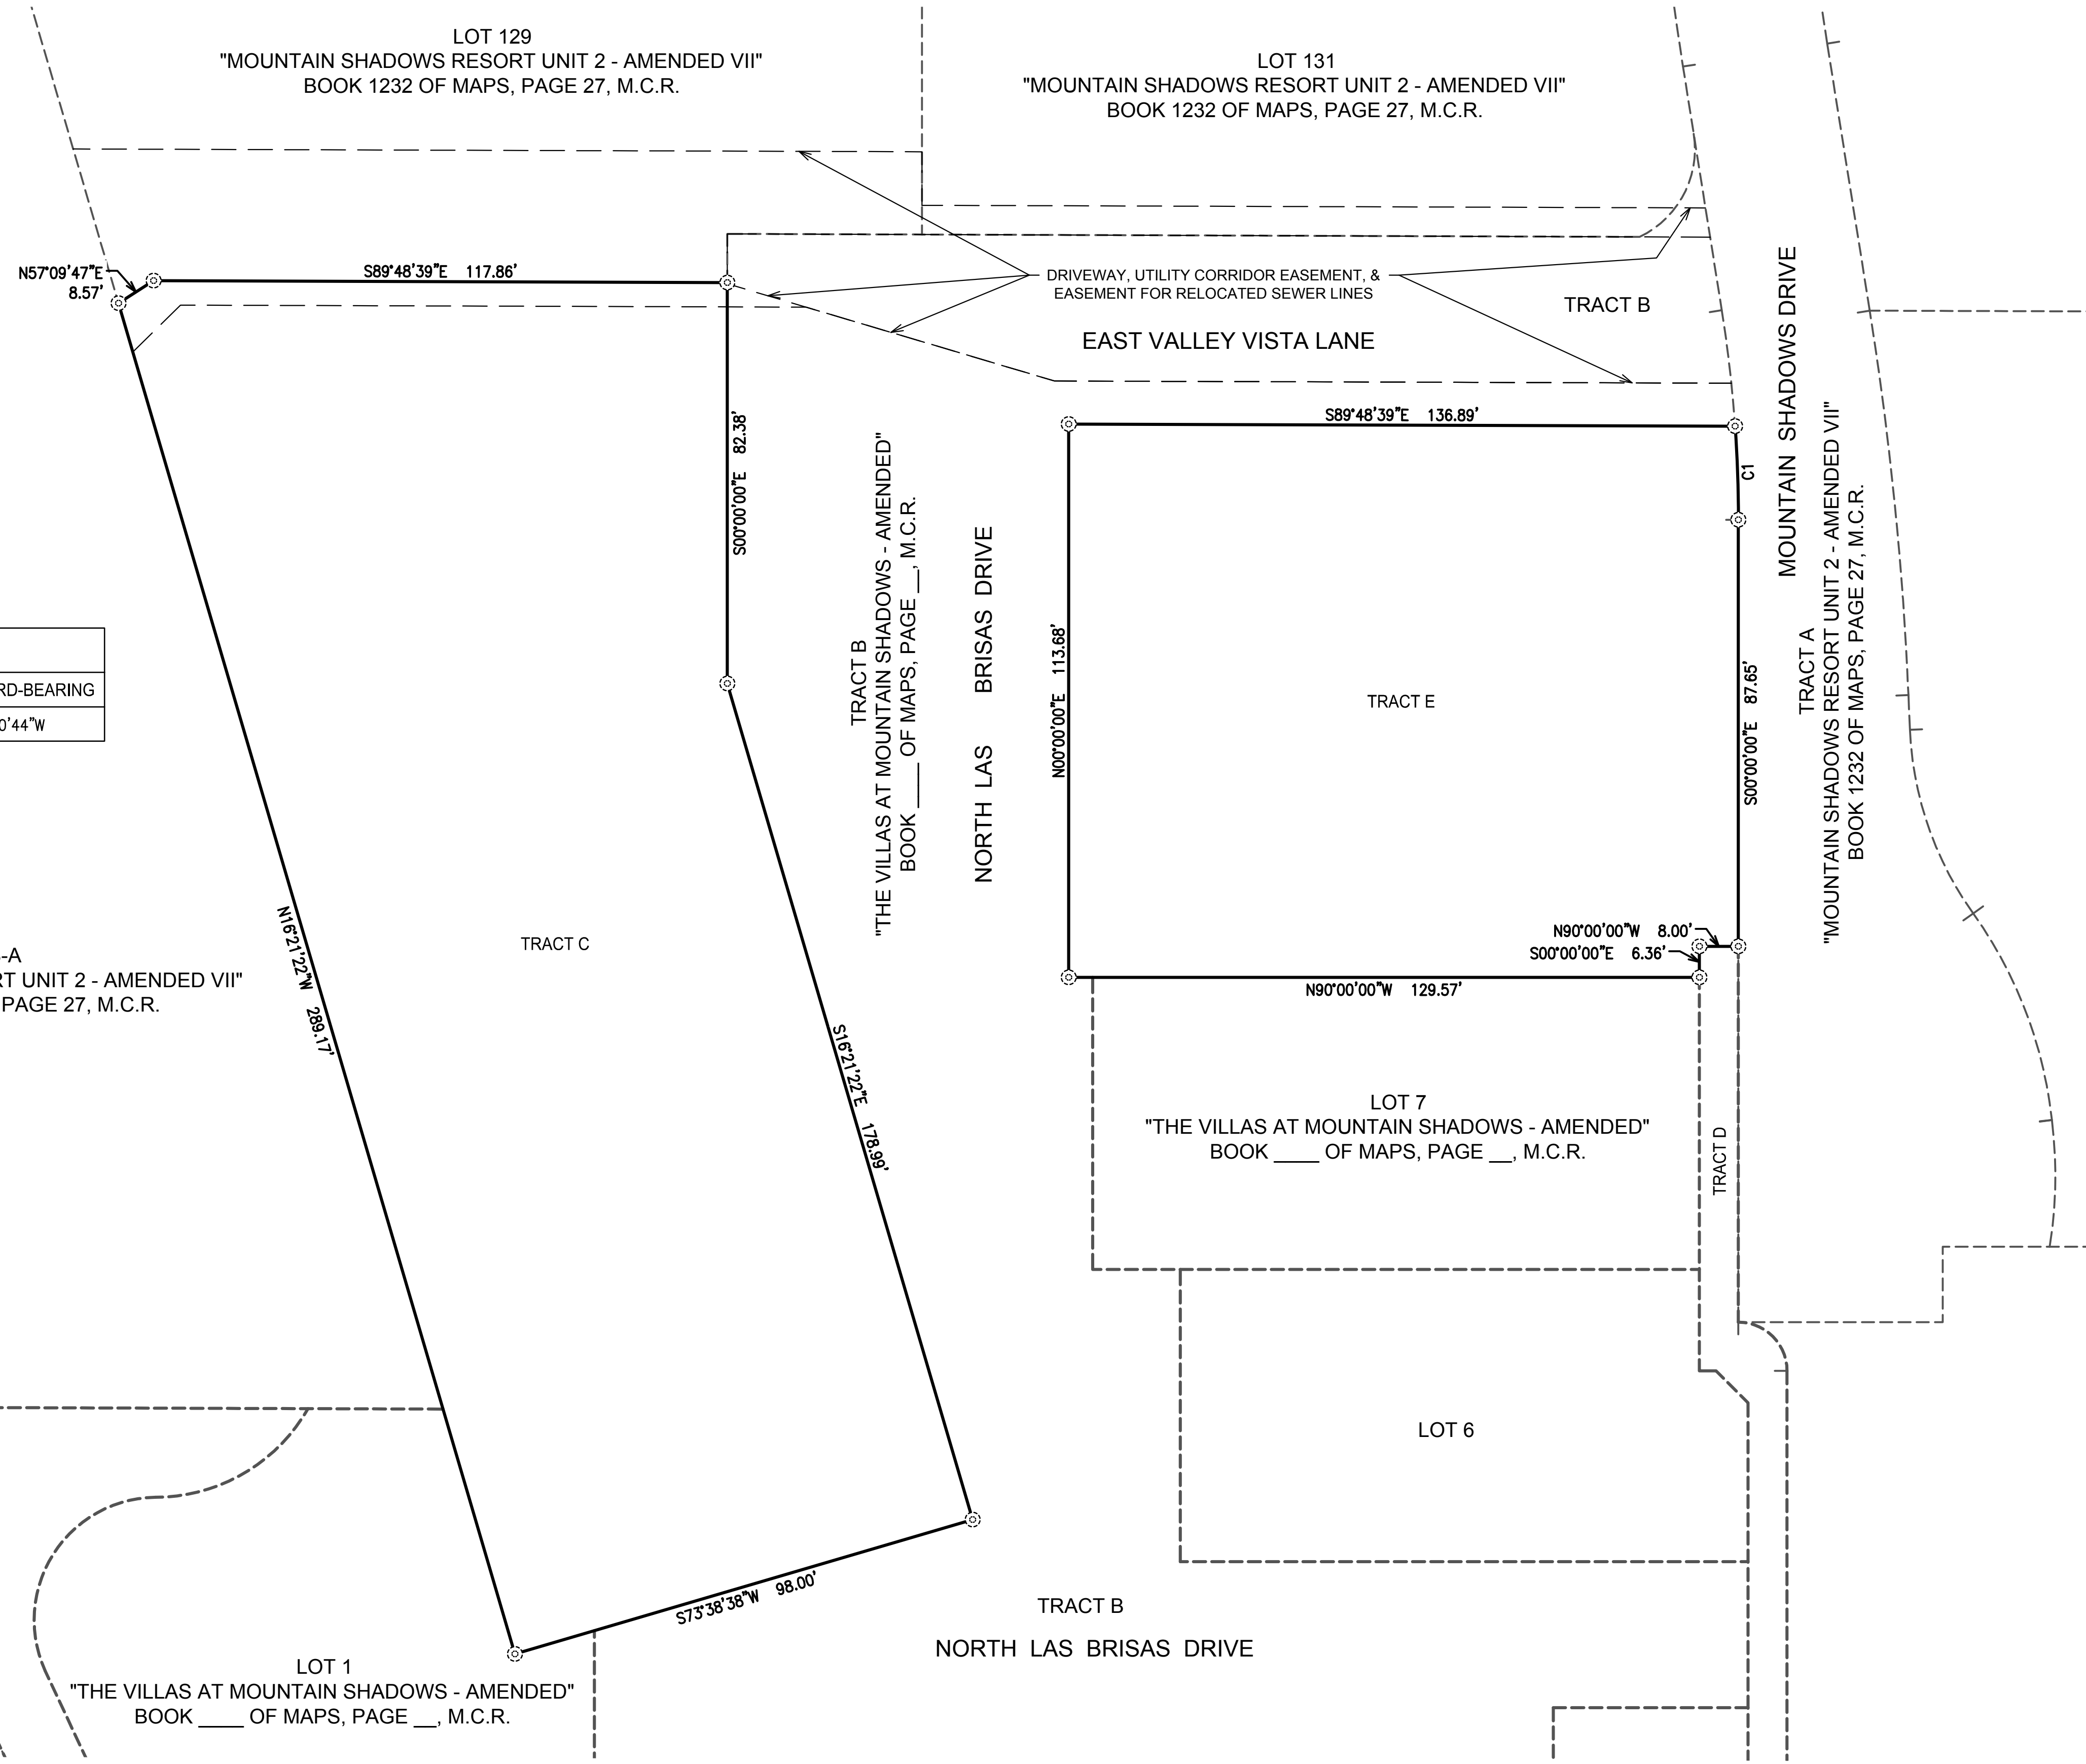 LOT 129
"MOUNTAIN SHADOWS RESORT UNIT 2 - AMENDED VII"
BOOK 1232 OF MAPS, PAGE 27, M.C.R.
LOT 131
"MOUNTAIN SHADOWS RESORT UNIT 2 - AMENDED VII"
BOOK 1232 OF MAPS, PAGE 27, M.C.R.
N57°09'47"E
8.57'
S89°48'39"E 117.86'
DRIVEWAY, UTILITY CORRIDOR EASEMENT, &
EASEMENT FOR RELOCATED SEWER LINES
TRACT B
EAST VALLEY VISTA LANE
MOUNTAIN SHADOWS DRIVE
S00°00'00"E 82.38'
S89°48'39"E 136.89'
C1
TRACT B
"THE VILLAS AT MOUNTAIN SHADOWS - AMENDED"
BOOK ____ OF MAPS, PAGE __, M.C.R.
NORTH LAS BRISAS DRIVE
N00°00'00"E 113.68'
TRACT E
S00°00'00"E 87.65'
TRACT A
"MOUNTAIN SHADOWS RESORT UNIT 2 - AMENDED VII"
BOOK 1232 OF MAPS, PAGE 27, M.C.R.
RD-BEARING
0'44"W
TRACT C
N16°21'22"W 289.17'
-A
RT UNIT 2 - AMENDED VII"
PAGE 27, M.C.R.
N90°00'00"W 8.00'
S00°00'00"E 6.36'
N90°00'00"W 129.57'
S16°21'22"E 178.99'
LOT 7
"THE VILLAS AT MOUNTAIN SHADOWS - AMENDED"
BOOK ____ OF MAPS, PAGE __, M.C.R.
TRACT D
LOT 6
S73°38'38"W 98.00'
TRACT B
NORTH LAS BRISAS DRIVE
LOT 1
"THE VILLAS AT MOUNTAIN SHADOWS - AMENDED"
BOOK ____ OF MAPS, PAGE __, M.C.R.